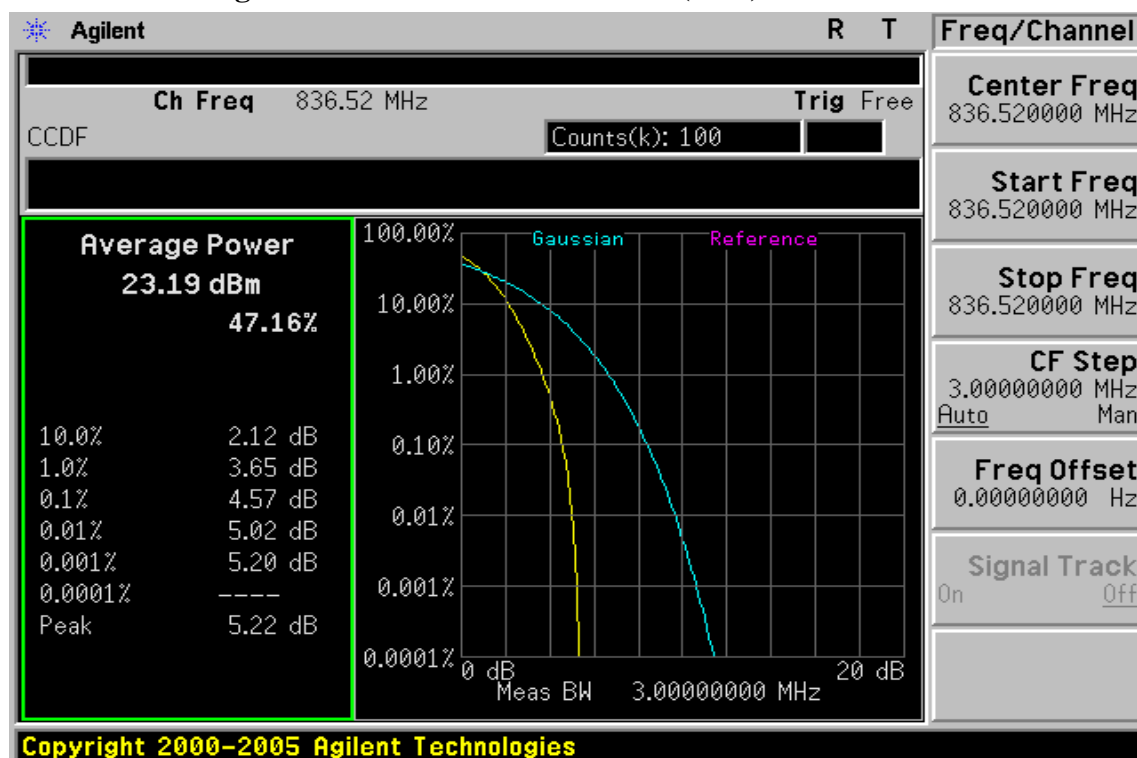 Agilent R T
Freq/Channel
Ch Freq 836.52 MHz Trig Free
CCDF Counts(k): 100
Average Power
23.19 dBm
47.16%
10.0% 2.12 dB
1.0% 3.65 dB
0.1% 4.57 dB
0.01% 5.02 dB
0.001% 5.20 dB
0.0001% ----
Peak 5.22 dB
Gaussian Reference
100.00%
10.00%
1.00%
0.10%
0.01%
0.001%
0.0001%
0 dB 20 dB
Meas BW 3.00000000 MHz
Center Freq
836.520000 MHz
Start Freq
836.520000 MHz
Stop Freq
836.520000 MHz
CF Step
3.00000000 MHz
Auto Man
Freq Offset
0.00000000 Hz
Signal Track
On Off
Copyright 2000-2005 Agilent Technologies